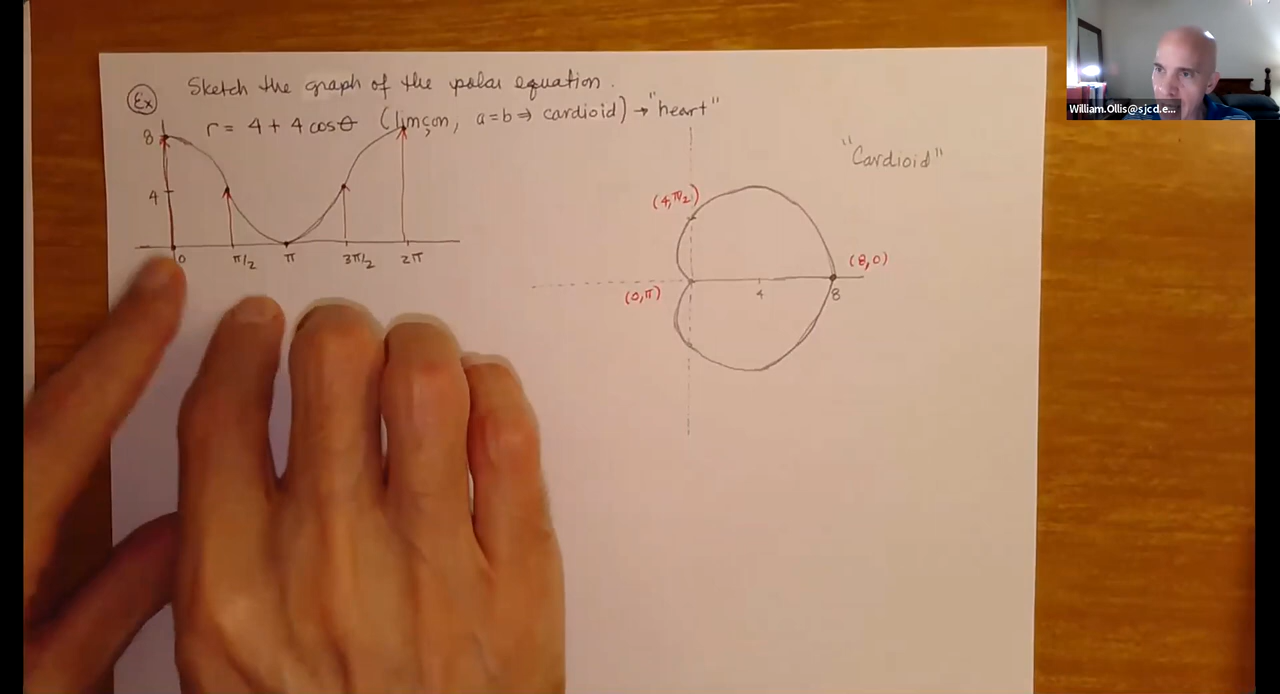 Ex Sketch the graph of the polar equation.
r = 4 + 4 cosθ (limçon, a=b ⇒ cardioid) → "heart"
8
4
0 π/2 π 3π/2 2π
"Cardioid"
(4,π/2)
(8,0)
(0,π)
4 8
William.Ollis@sjcd.e...